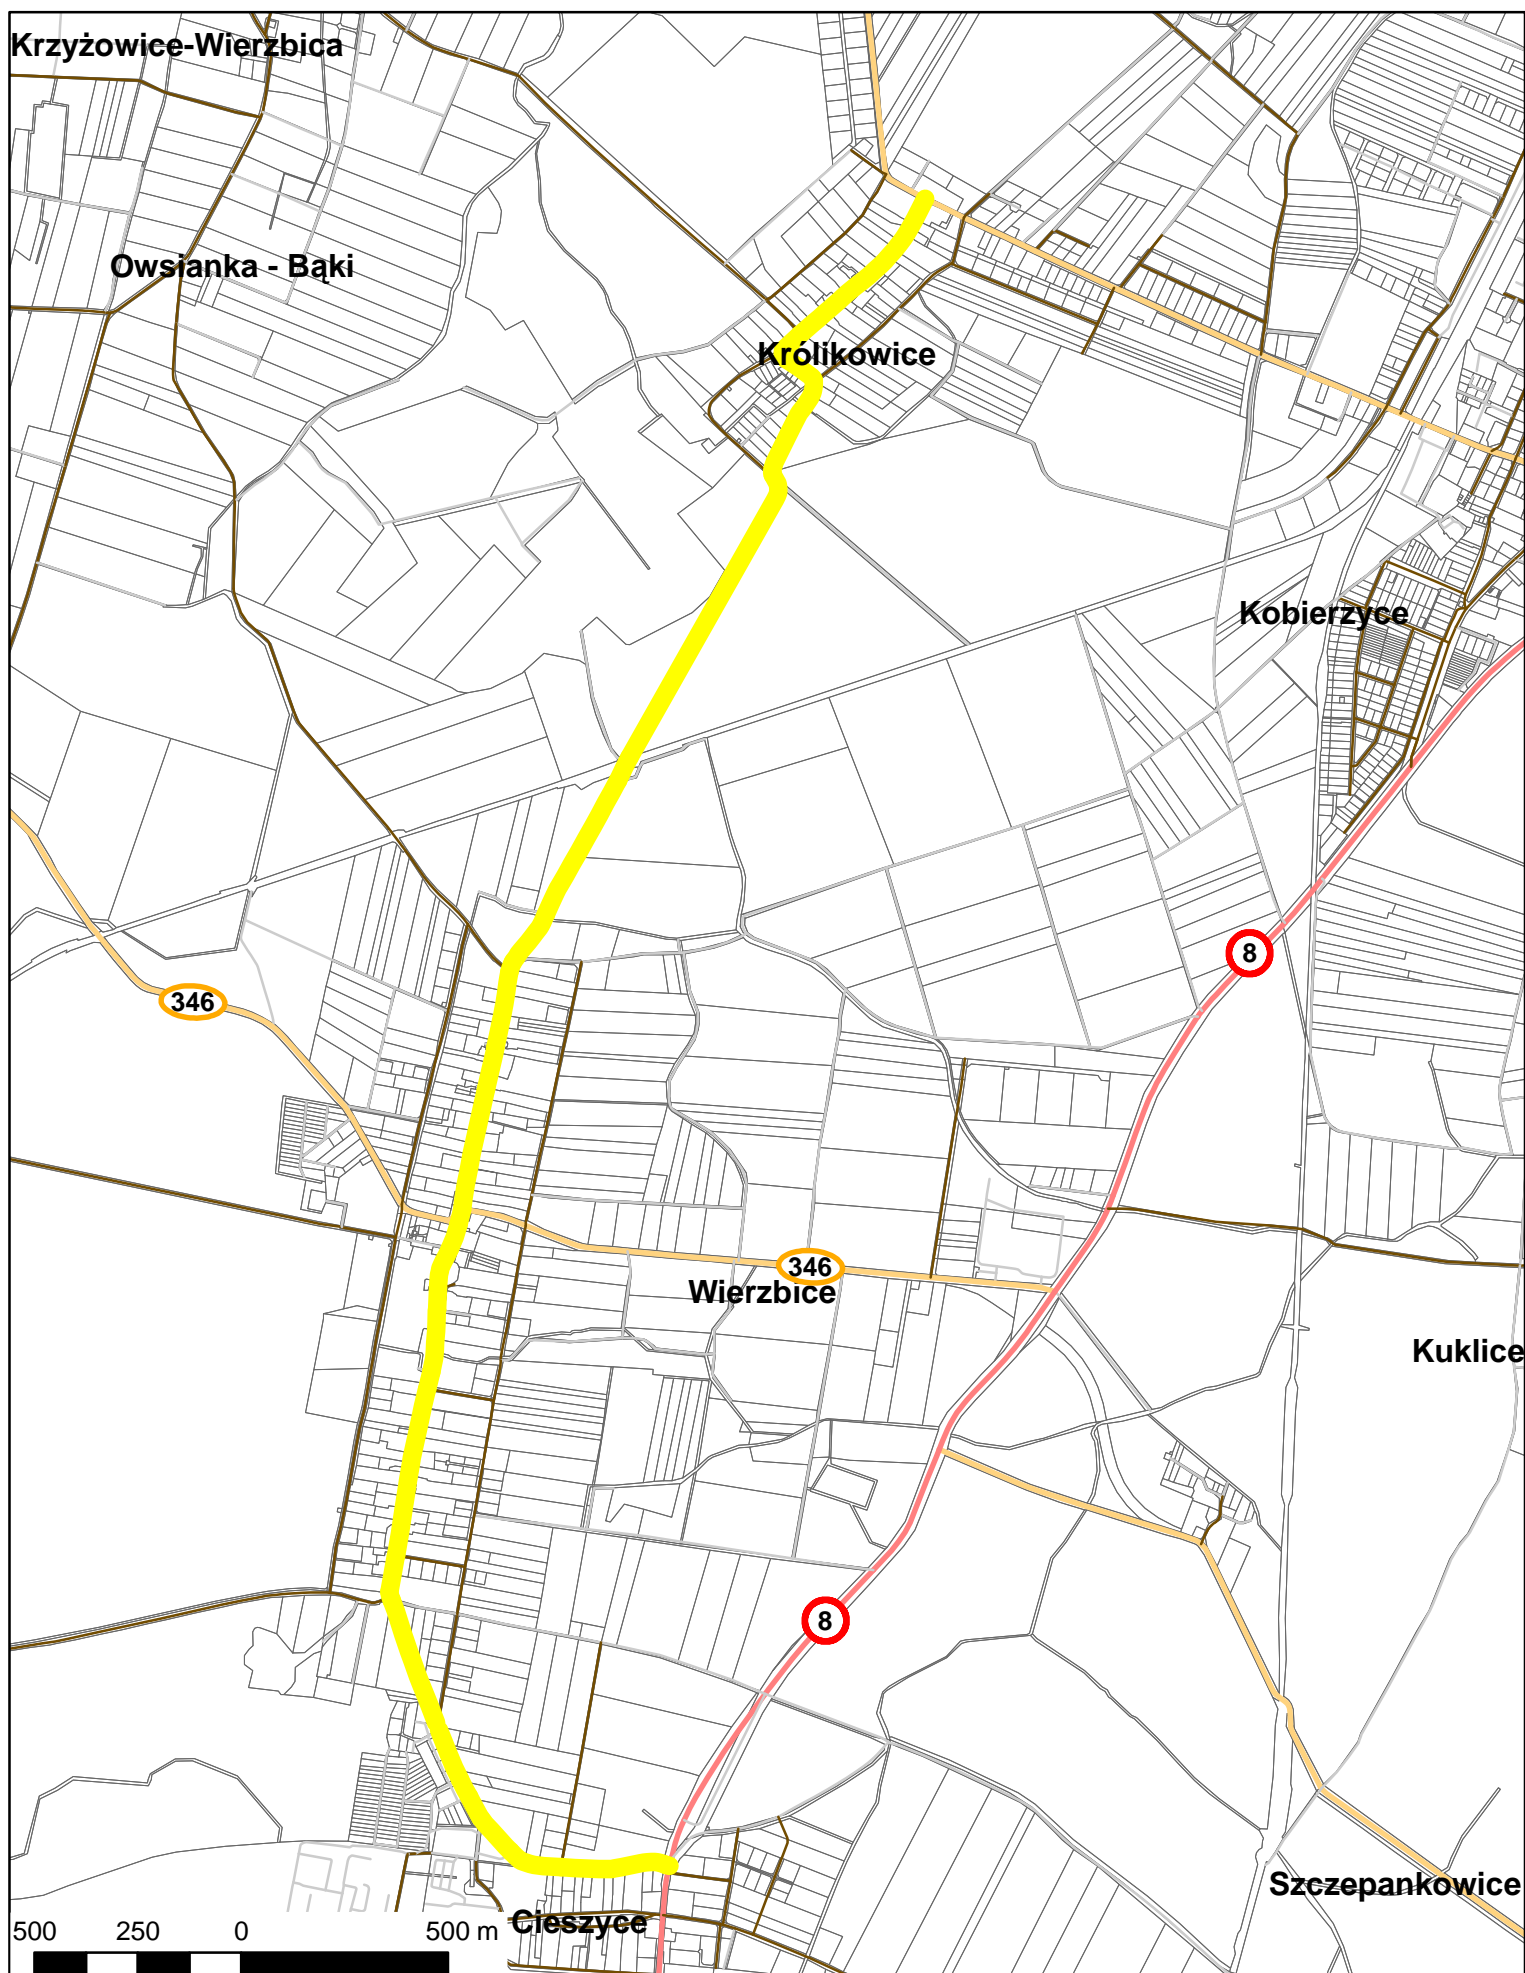 Krzyżowice-Wierzbica
Owsianka - Bąki
Królikowice
Kobierzyce
8
346
346
Wierzbice
Kuklice
8
Szczepankowice
Cieszyce
500 250 0 500 m